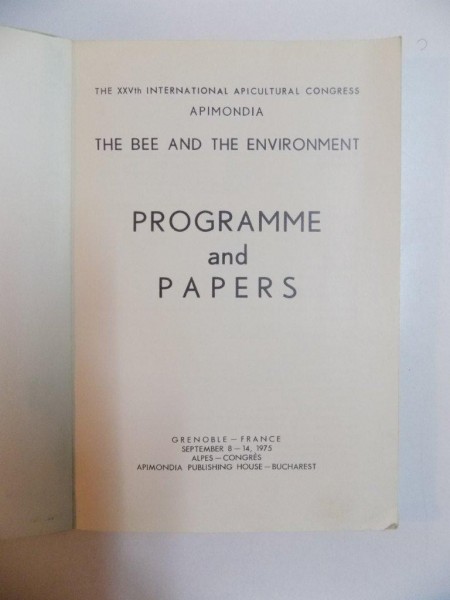 THE XXVth INTERNATIONAL APICULTURAL CONGRESS
APIMONDIA
THE BEE AND THE ENVIRONMENT
PROGRAMME
and
PAPERS
GRENOBLE – FRANCE
SEPTEMBER 8 – 14, 1975
ALPES – CONGRÈS
APIMONDIA PUBLISHING HOUSE – BUCHAREST